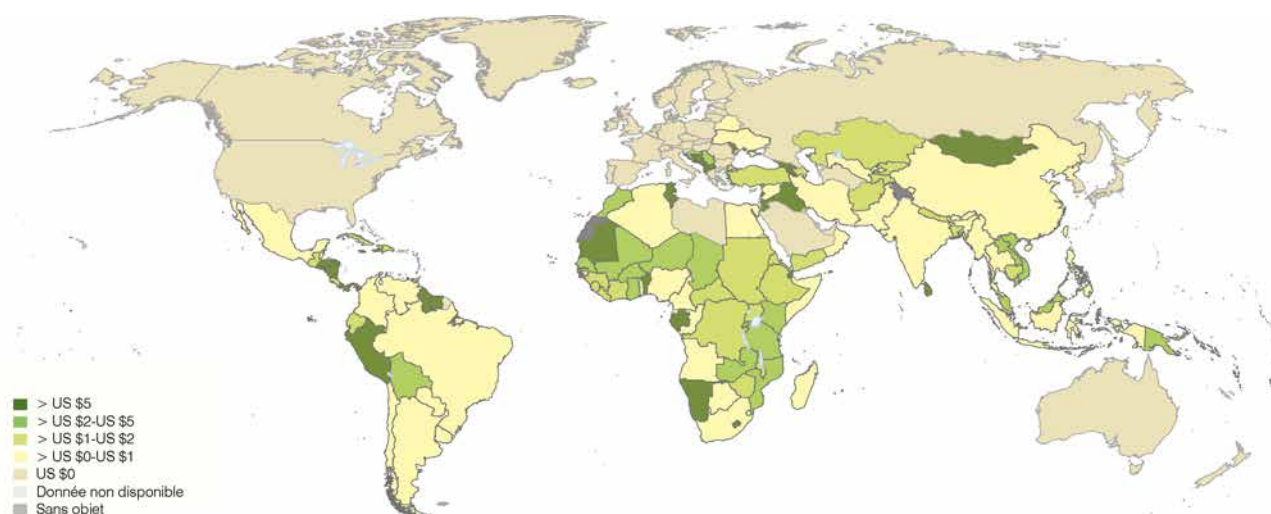 > US $5
> US $2-US $5
> US $1-US $2
> US $0-US $1
US $0
Donnée non disponible
Sans objet